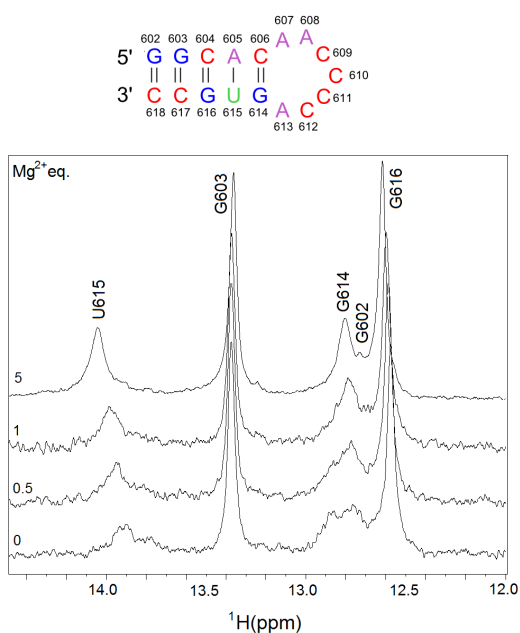 607 608
602 603 604 605 606
A A
5' G G C A C C 609
C 610
3' C C G U G C 611
A C
618 617 616 615 614
613 612
Mg2+eq.
G603
G616
U615
G614
G602
5
1
0.5
0
14.0 13.5 13.0 12.5 12.0
1H(ppm)